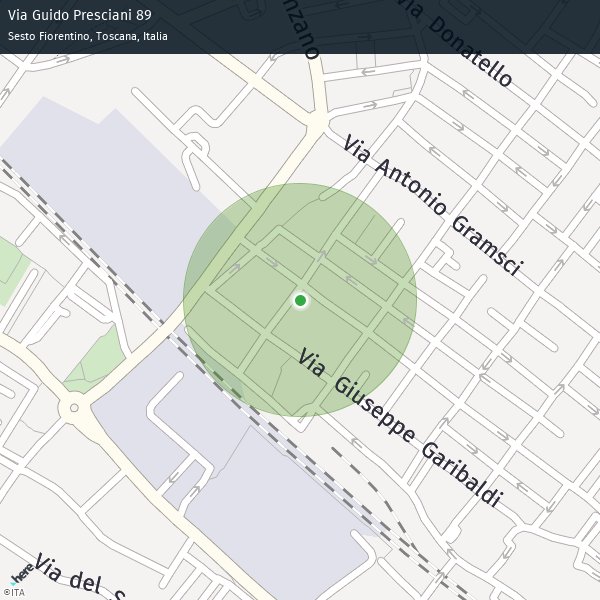 Via Guido Presciani 89
Sesto Fiorentino, Toscana, Italia
Via Donatello
Via Antonio Gramsci
Via Giuseppe Garibaldi
Via del S
here
©ITA